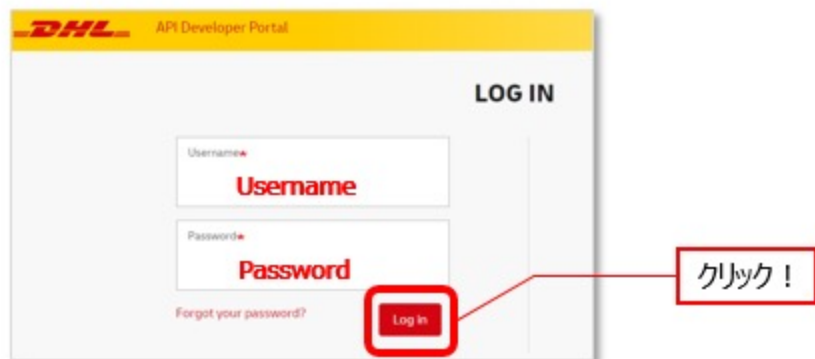 DHL API Developer Portal
LOG IN
Username*
Username
Password*
Password
Forgot your password?
Log In
クリック！